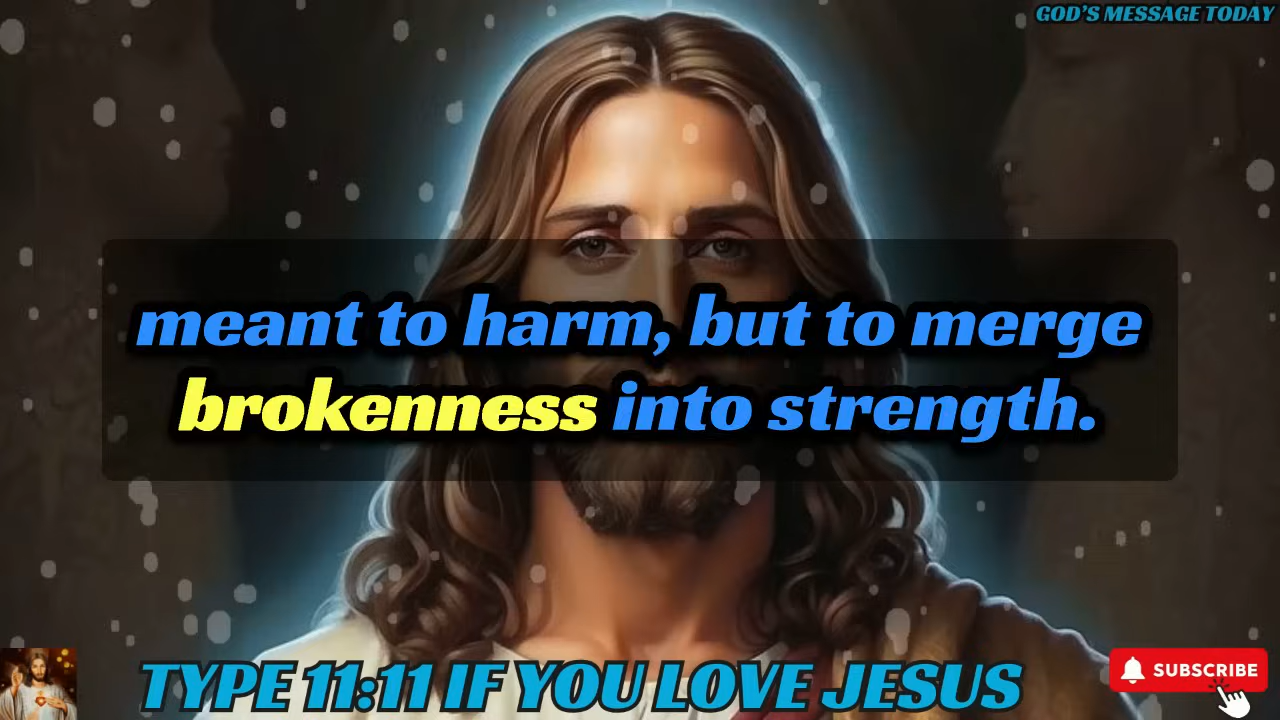 GOD'S MESSAGE TODAY
meant to harm, but to merge
brokenness into strength.
TYPE 11:11 IF YOU LOVE JESUS
SUBSCRIBE